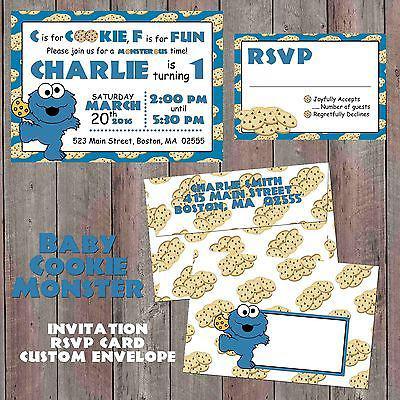 C is for COOKIE, F is for FUN
Please join us for a MONSTEROUS time!
CHARLIE is turning 1
SATURDAY
MARCH
20TH
2016
2:00 PM
until
5:30 PM
523 Main Street, Boston, MA 02555
RSVP
Joyfully Accepts
Number of guests
Regretfully Declines
CHARLIE SMITH
415 MAIN STREET
BOSTON, MA 02555
BABY
COOKIE
MONSTER
INVITATION
RSVP CARD
CUSTOM ENVELOPE